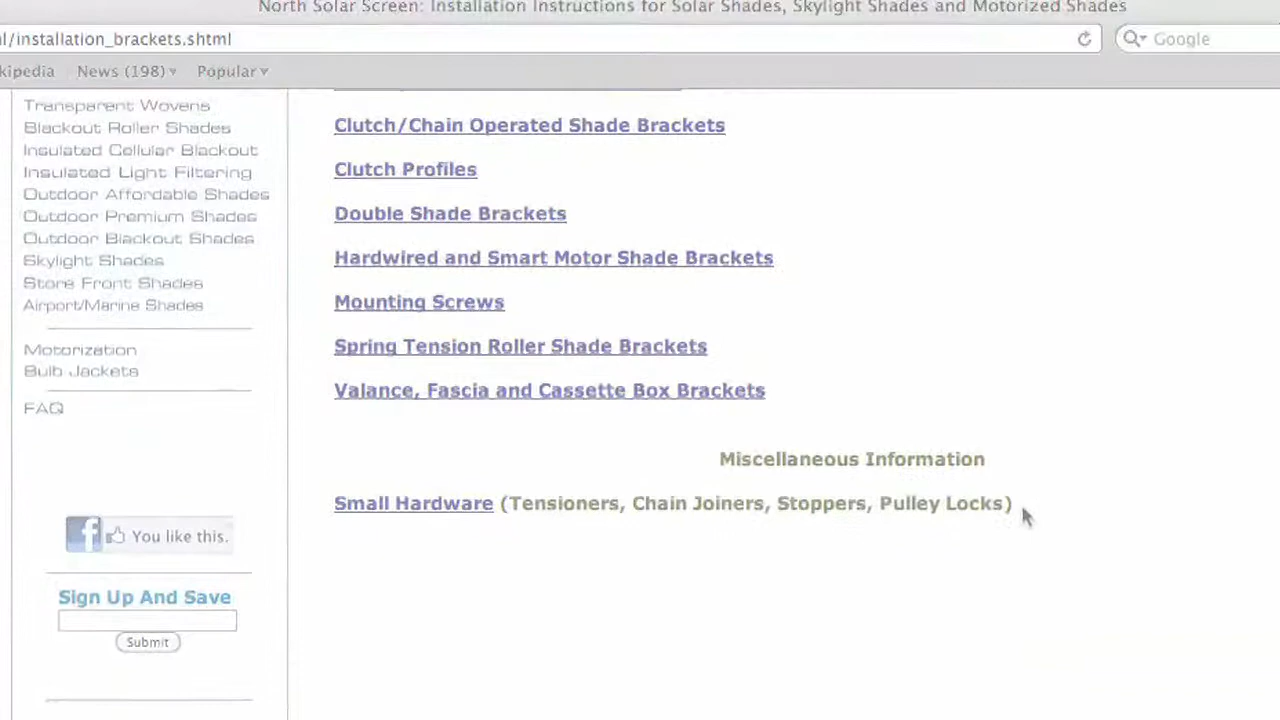 North Solar Screen: Installation Instructions for Solar Shades, Skylight Shades and Motorized Shades
l/installation_brackets.shtml
Google
kipedia
News (198)
Popular
Transparent Wovens
Blackout Roller Shades
Insulated Cellular Blackout
Insulated Light Filtering
Outdoor Affordable Shades
Outdoor Premium Shades
Outdoor Blackout Shades
Skylight Shades
Store Front Shades
Airport/Marine Shades
Motorization
Bulb Jackets
FAQ
You like this.
Sign Up And Save
Submit
Clutch/Chain Operated Shade Brackets
Clutch Profiles
Double Shade Brackets
Hardwired and Smart Motor Shade Brackets
Mounting Screws
Spring Tension Roller Shade Brackets
Valance, Fascia and Cassette Box Brackets
Miscellaneous Information
Small Hardware (Tensioners, Chain Joiners, Stoppers, Pulley Locks)